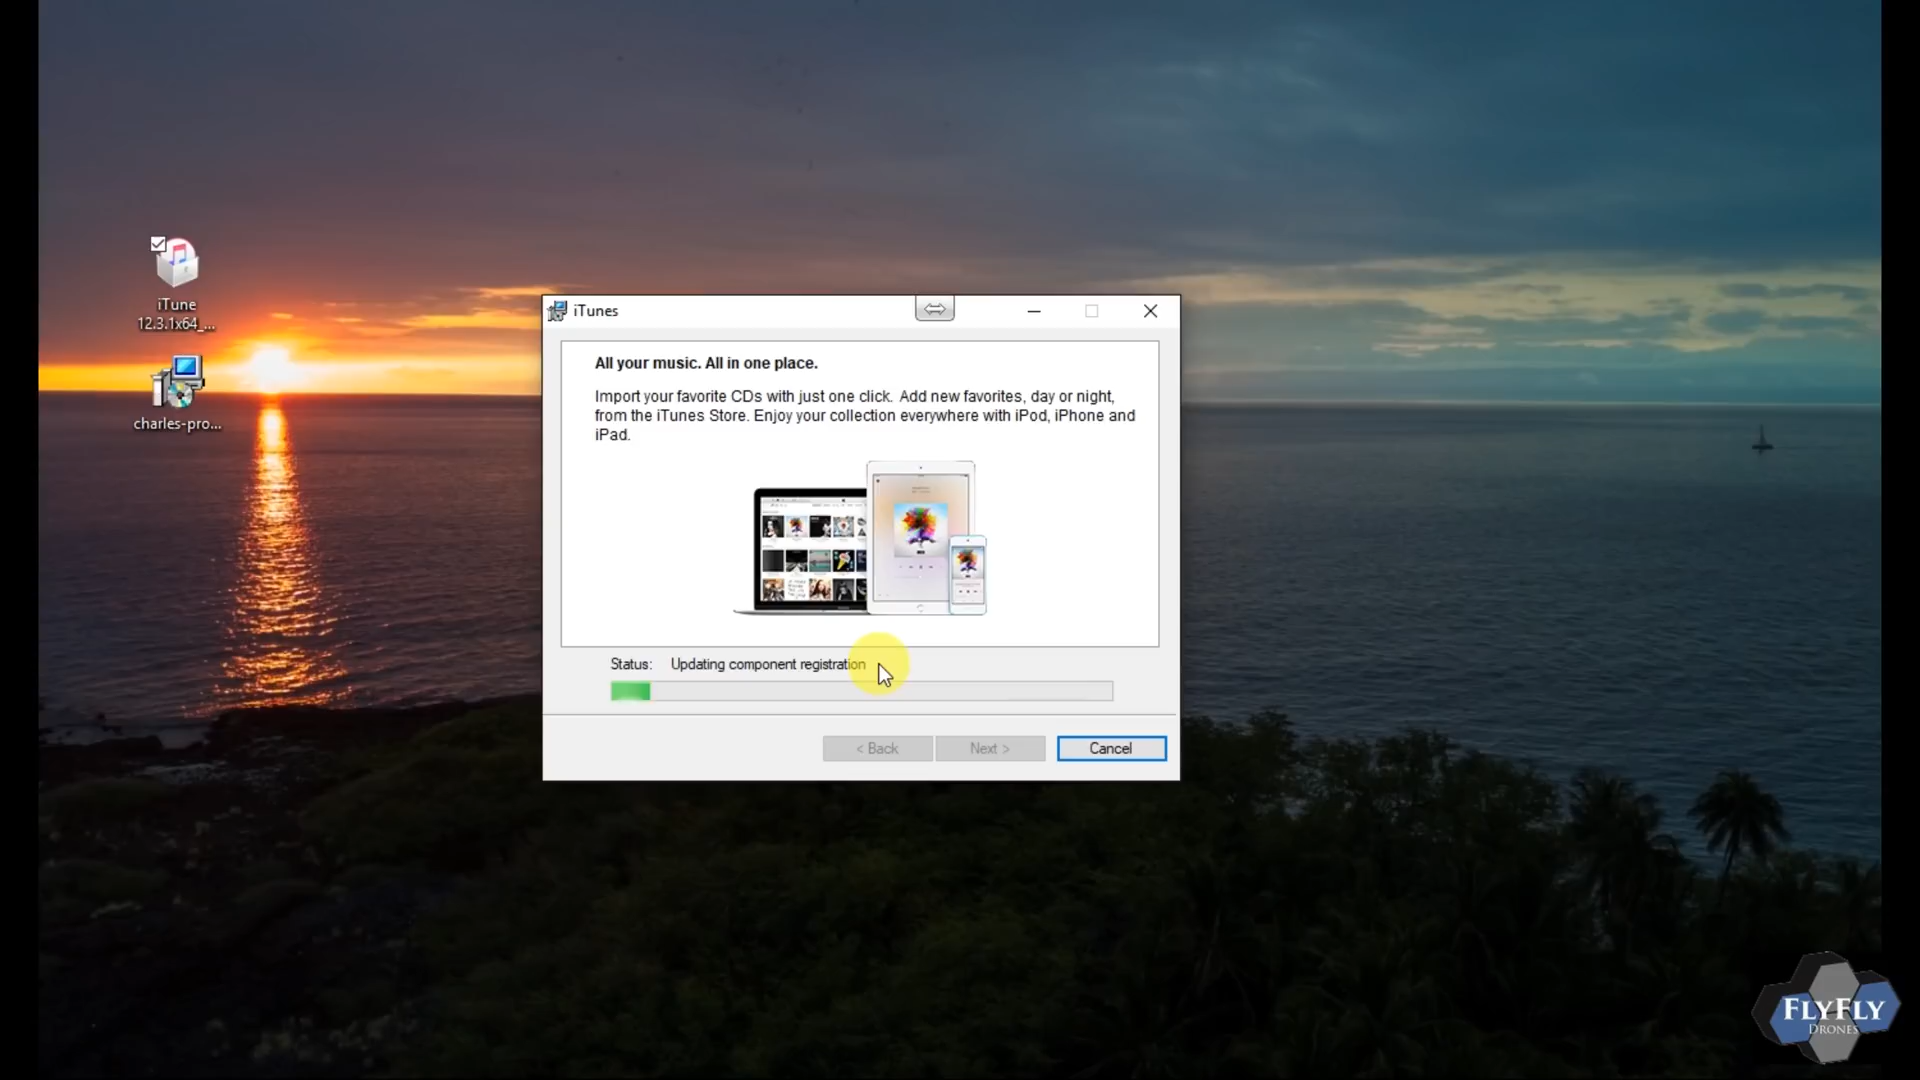 iTune
12.3.1x64_...
charles-pro...
iTunes
All your music. All in one place.
Import your favorite CDs with just one click. Add new favorites, day or night,
from the iTunes Store. Enjoy your collection everywhere with iPod, iPhone and
iPad.
Status: Updating component registration
< Back
Next >
Cancel
FLYFLY
DRONES